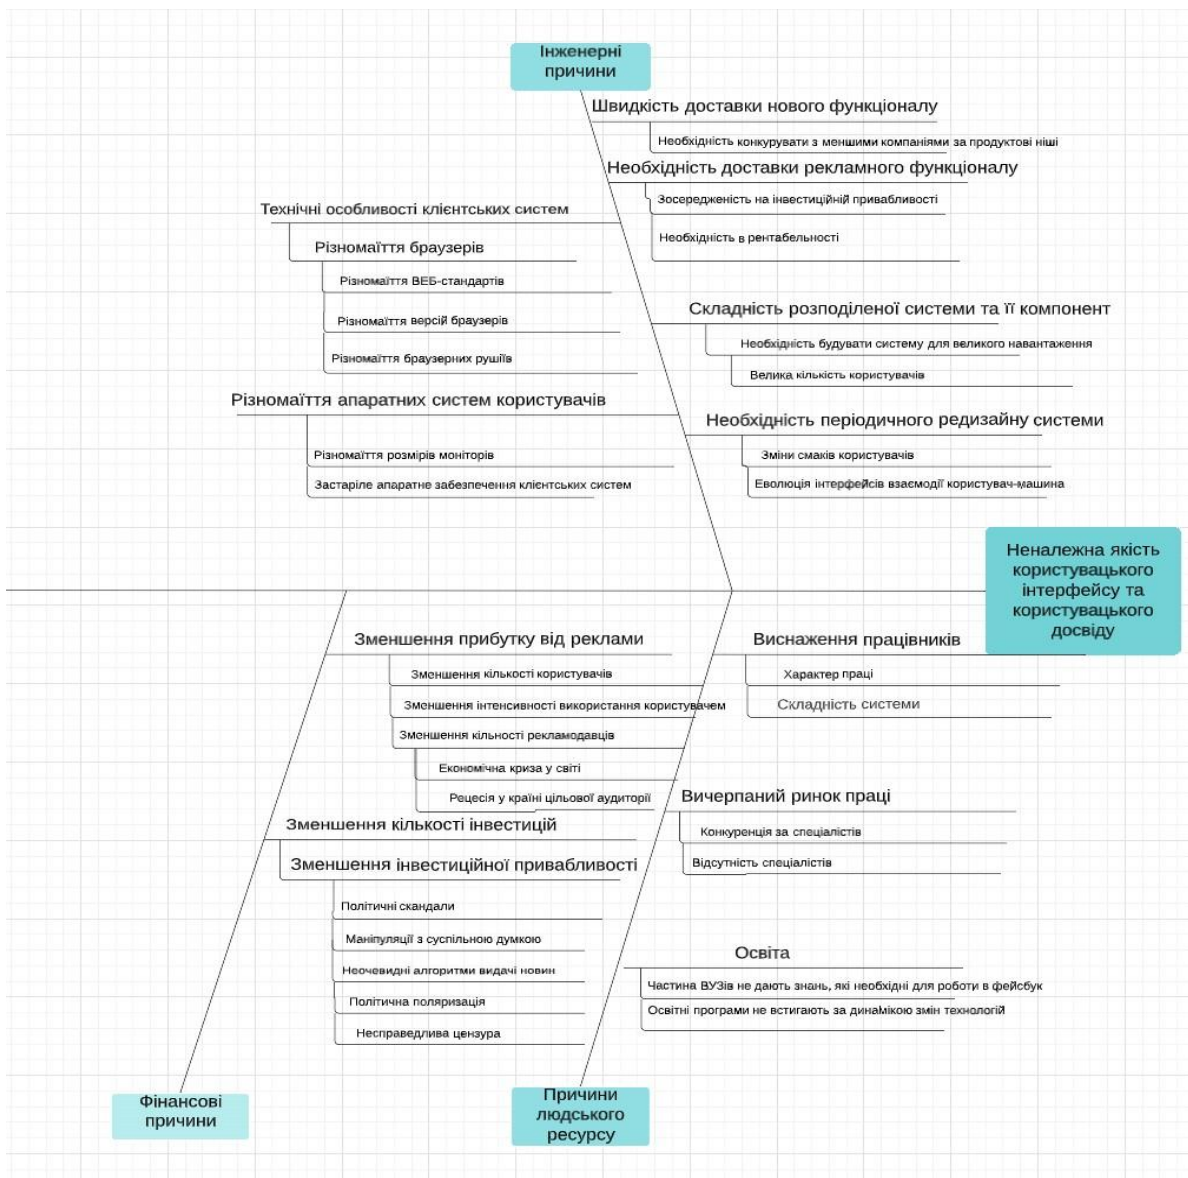 Інженерні
причини
Швидкість доставки нового функціоналу
Необхідність конкурувати з меншими компаніями за продуктові ніші
Необхідність доставки рекламного функціоналу
Зосередженість на інвестиційній привабливості
Необхідність в рентабельності
Технічні особливості клієнтських систем
Різномаїття браузерів
Різномаїття ВЕБ-стандартів
Різномаїття версій браузерів
Різномаїття браузерних рушіїв
Складність розподіленої системи та її компонент
Необхідність будувати систему для великого навантаження
Велика кількість користувачів
Різномаїття апаратних систем користувачів
Різномаїття розмірів моніторів
Застаріле апаратне забезпечення клієнтських систем
Необхідність періодичного редизайну системи
Зміни смаків користувачів
Еволюція інтерфейсів взаємодії користувач-машина
Неналежна якість
користувацького
інтерфейсу та
користувацького
досвіду
Зменшення прибутку від реклами
Зменшення кількості користувачів
Зменшення інтенсивності використання користувачем
Зменшення кільності рекламодавців
Економічна криза у світі
Рецесія у країні цільової аудиторії
Зменшення кількості інвестицій
Зменшення інвестиційної привабливості
Політичні скандали
Маніпуляції з суспільною думкою
Неочевидні алгоритми видачі новин
Політична поляризація
Несправедлива цензура
Виснаження працівників
Характер праці
Складність системи
Вичерпаний ринок праці
Конкуренція за спеціалістів
Відсутність спеціалістів
Освіта
Частина ВУЗів не дають знань, які необхідні для роботи в фейсбук
Освітні програми не встигають за динамікою змін технологій
Фінансові
причини
Причини
людського
ресурсу